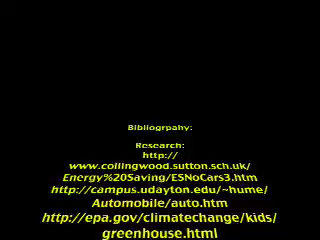 Bibliogrpahy:
Research:
http://
www.collingwood.sutton.sch.uk/
Energy%20Saving/ESNoCars3.htm
http://campus.udayton.edu/~hume/
Automobile/auto.htm
http://epa.gov/climatechange/kids/
greenhouse.html